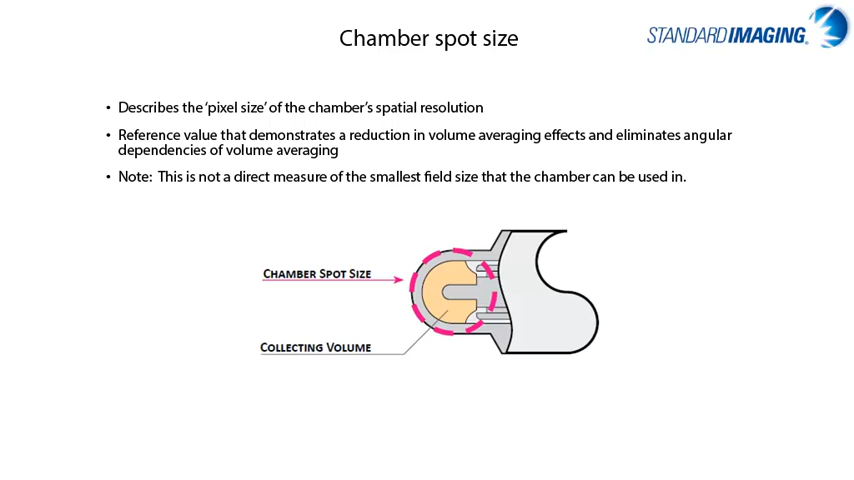 Chamber spot size
STANDARD IMAGING®
• Describes the ‘pixel size’ of the chamber’s spatial resolution
• Reference value that demonstrates a reduction in volume averaging effects and eliminates angular
dependencies of volume averaging
• Note: This is not a direct measure of the smallest field size that the chamber can be used in.
CHAMBER SPOT SIZE
COLLECTING VOLUME